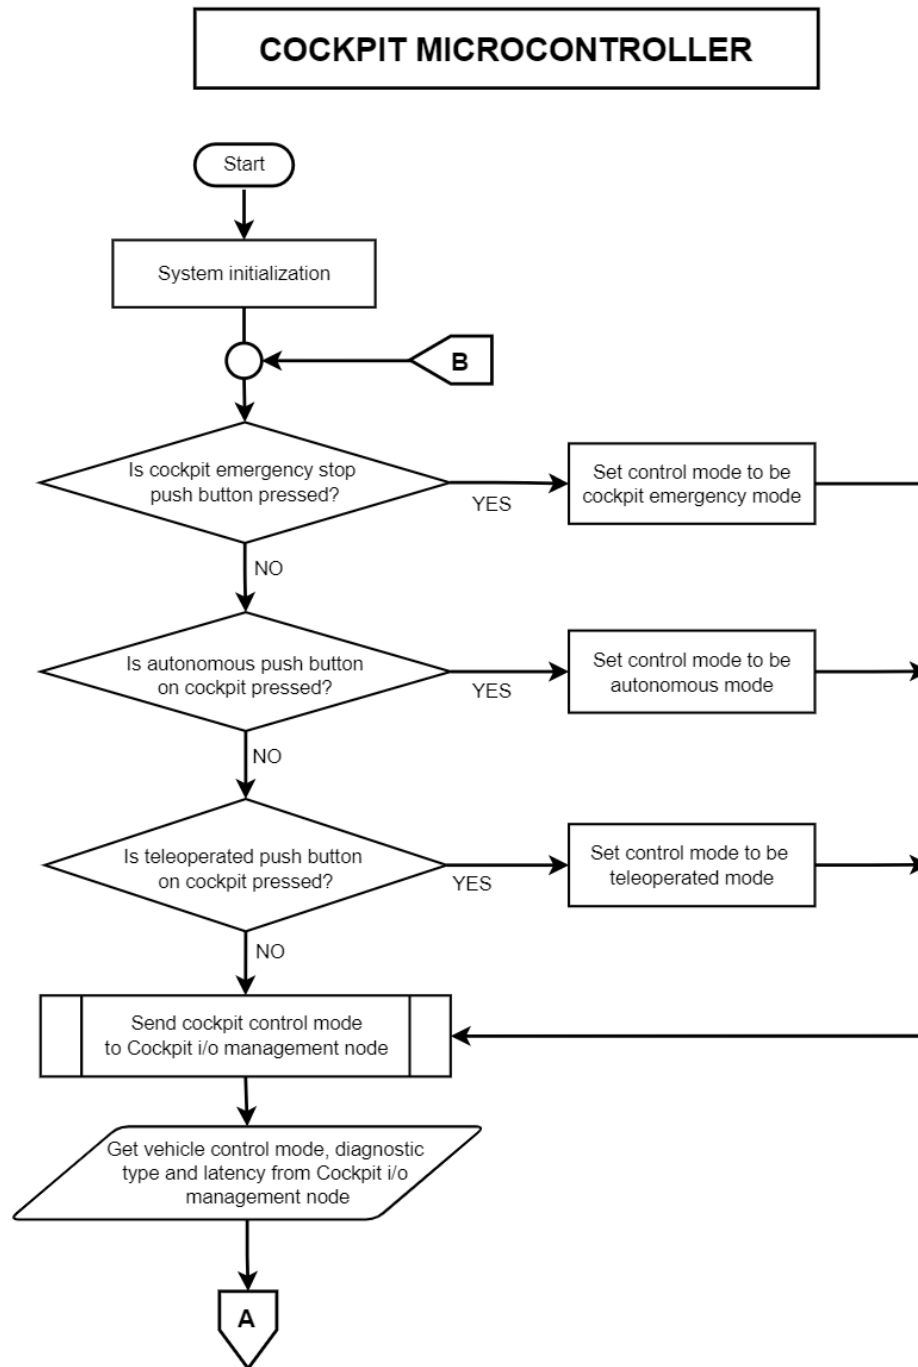 COCKPIT MICROCONTROLLER
Start
System initialization
B
Is cockpit emergency stop
push button pressed?
YES
Set control mode to be
cockpit emergency mode
NO
Is autonomous push button
on cockpit pressed?
YES
Set control mode to be
autonomous mode
NO
Is teleoperated push button
on cockpit pressed?
YES
Set control mode to be
teleoperated mode
NO
Send cockpit control mode
to Cockpit i/o management node
Get vehicle control mode, diagnostic
type and latency from Cockpit i/o
management node
A